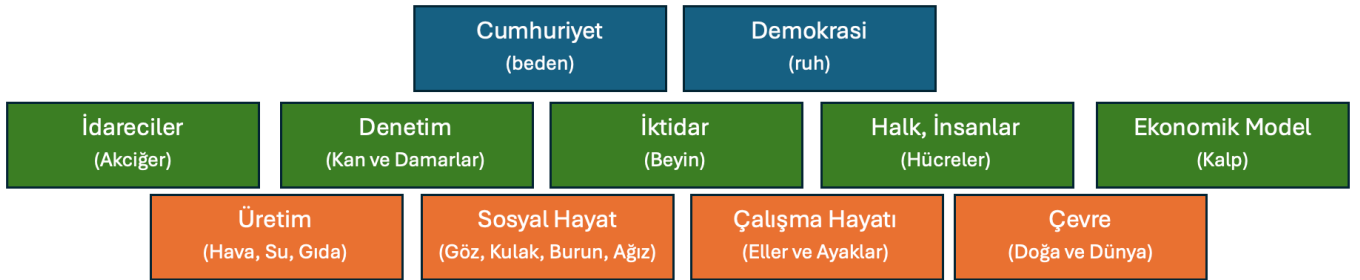 Cumhuriyet
(beden)
Demokrasi
(ruh)
İdareciler
(Akciğer)
Denetim
(Kan ve Damarlar)
İktidar
(Beyin)
Halk, İnsanlar
(Hücreler)
Ekonomik Model
(Kalp)
Üretim
(Hava, Su, Gıda)
Sosyal Hayat
(Göz, Kulak, Burun, Ağız)
Çalışma Hayatı
(Eller ve Ayaklar)
Çevre
(Doğa ve Dünya)